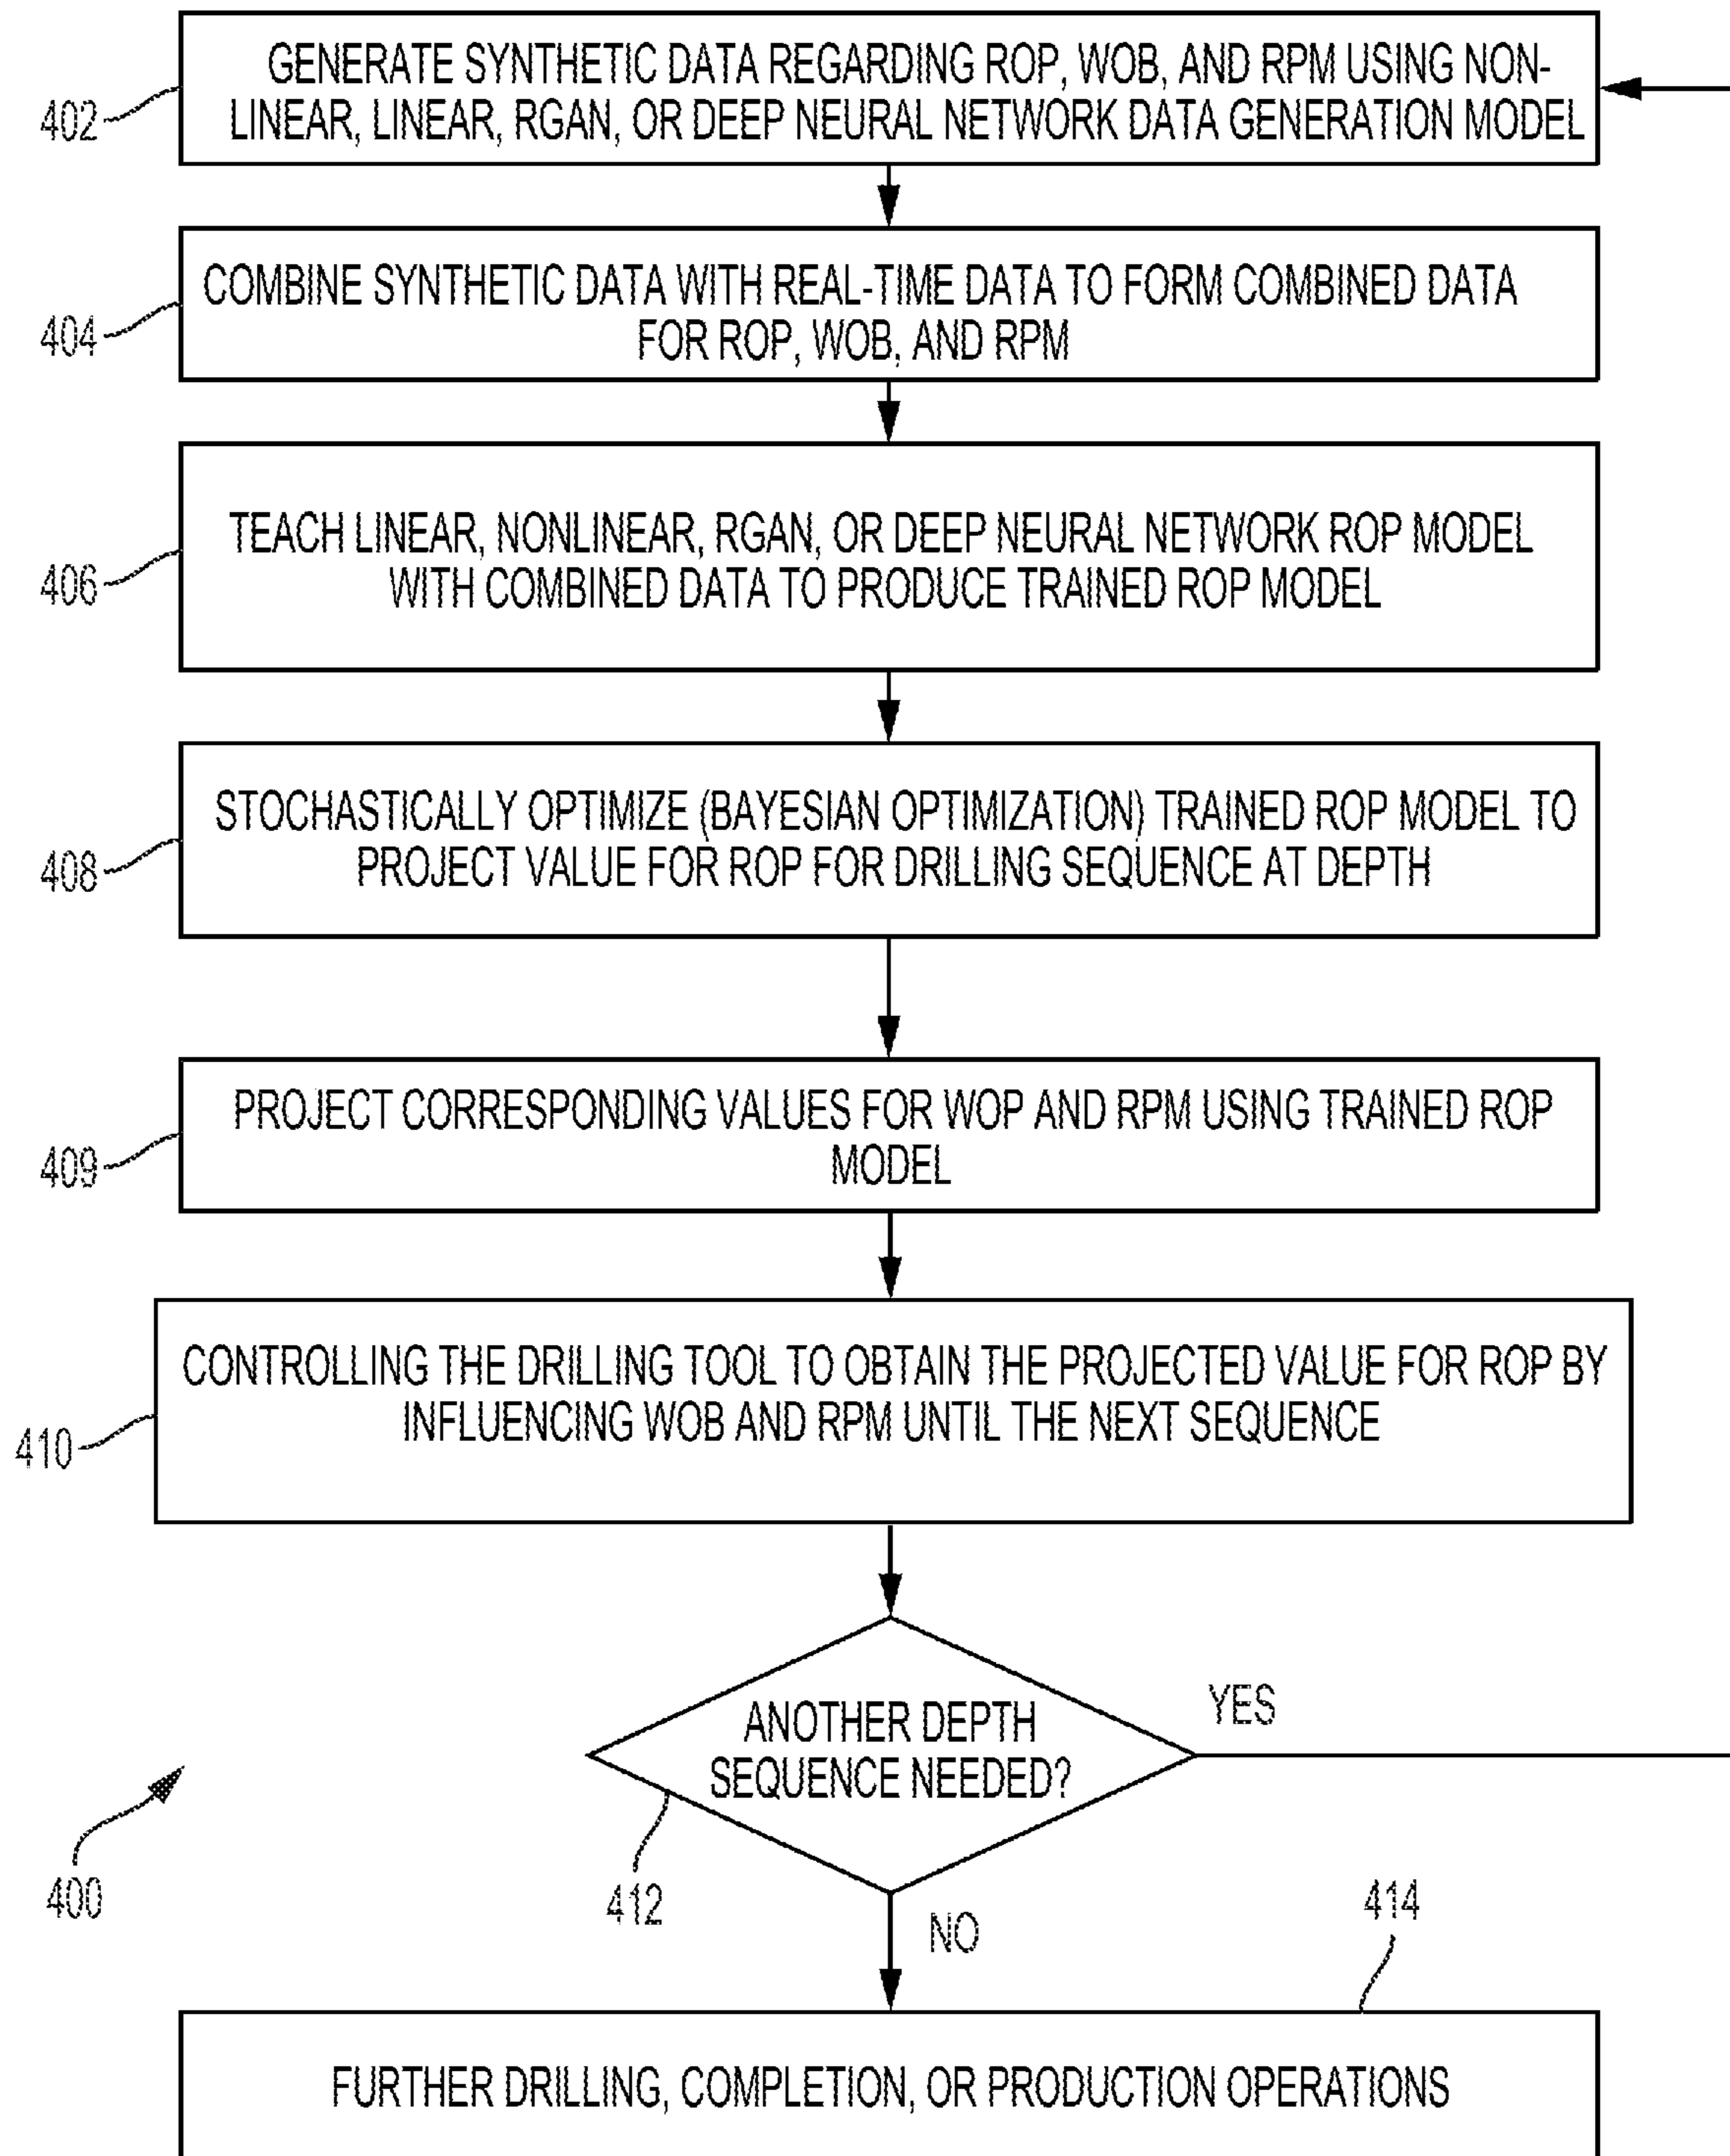 GENERATE SYNTHETIC DATA REGARDING ROP, WOB, AND RPM USING NON-
LINEAR, LINEAR, RGAN, OR DEEP NEURAL NETWORK DATA GENERATION MODEL
402
COMBINE SYNTHETIC DATA WITH REAL-TIME DATA TO FORM COMBINED DATA
FOR ROP, WOB, AND RPM
404
TEACH LINEAR, NONLINEAR, RGAN, OR DEEP NEURAL NETWORK ROP MODEL
WITH COMBINED DATA TO PRODUCE TRAINED ROP MODEL
406
STOCHASTICALLY OPTIMIZE (BAYESIAN OPTIMIZATION) TRAINED ROP MODEL TO
PROJECT VALUE FOR ROP FOR DRILLING SEQUENCE AT DEPTH
408
PROJECT CORRESPONDING VALUES FOR WOP AND RPM USING TRAINED ROP
MODEL
409
CONTROLLING THE DRILLING TOOL TO OBTAIN THE PROJECTED VALUE FOR ROP BY
INFLUENCING WOB AND RPM UNTIL THE NEXT SEQUENCE
410
YES
ANOTHER DEPTH
SEQUENCE NEEDED?
400
412
NO
414
FURTHER DRILLING, COMPLETION, OR PRODUCTION OPERATIONS